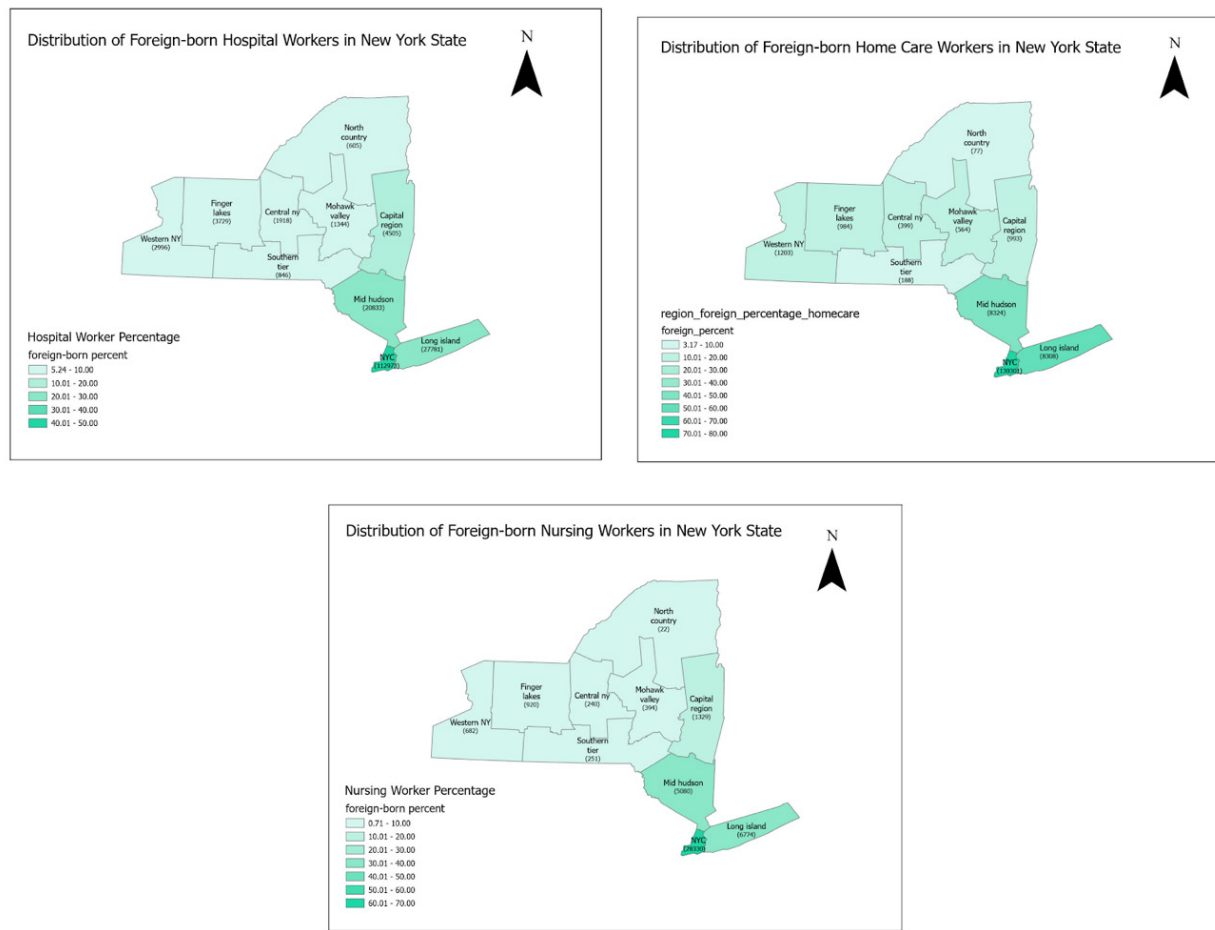 Distribution of Foreign-born Hospital Workers in New York State
N
North
country
(605)
Finger
lakes
(3729)
Central ny
(1918)
Mohawk
valley
(1344)
Capital
region
(4505)
Western NY
(2996)
Southern
tier
(846)
Mid hudson
(20833)
Long island
(27781)
NYC
Hospital Worker Percentage
foreign-born percent
5.24 - 10.00
10.01 - 20.00
20.01 - 30.00
30.01 - 40.00
40.01 - 50.00
Distribution of Foreign-born Home Care Workers in New York State
N
North
country
(77)
Finger
lakes
(984)
Central ny
(399)
Mohawk
valley
(564)
Capital
region
(993)
Western NY
(1203)
Southern
tier
(188)
Mid hudson
(8324)
Long island
(8308)
NYC
region_foreign_percentage_homecare
foreign_percent
3.17 - 10.00
10.01 - 20.00
20.01 - 30.00
30.01 - 40.00
40.01 - 50.00
50.01 - 60.00
60.01 - 70.00
70.01 - 80.00
Distribution of Foreign-born Nursing Workers in New York State
N
North
country
(22)
Finger
lakes
(920)
Central ny
(240)
Mohawk
valley
(394)
Capital
region
(1329)
Western NY
(682)
Southern
tier
(251)
Mid hudson
(5080)
Long island
(6774)
NYC
Nursing Worker Percentage
foreign-born percent
0.71 - 10.00
10.01 - 20.00
20.01 - 30.00
30.01 - 40.00
40.01 - 50.00
50.01 - 60.00
60.01 - 70.00